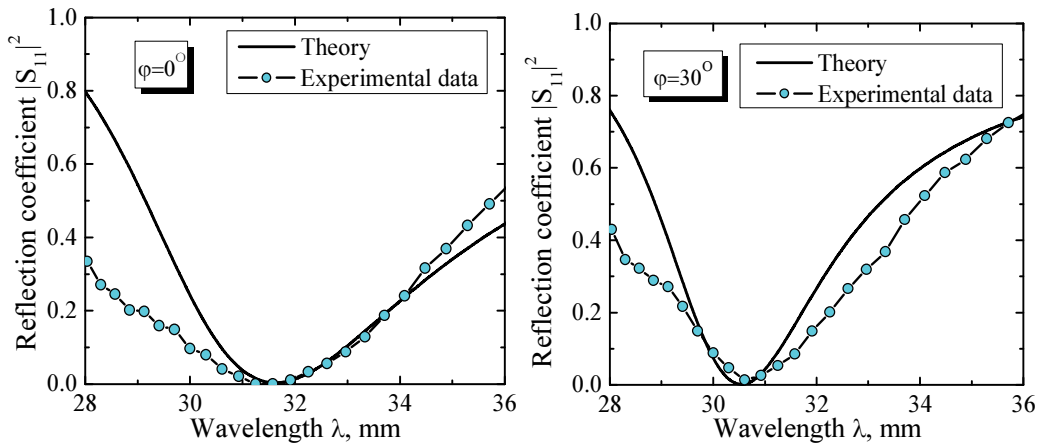 Reflection coefficient |S₁₁|²
1.0
0.8
0.6
0.4
0.2
0.0
φ=0ᴼ
Theory
Experimental data
28 30 32 34 36
Wavelength λ, mm
Reflection coefficient |S₁₁|²
1.0
0.8
0.6
0.4
0.2
0.0
φ=30ᴼ
Theory
Experimental data
28 30 32 34 36
Wavelength λ, mm